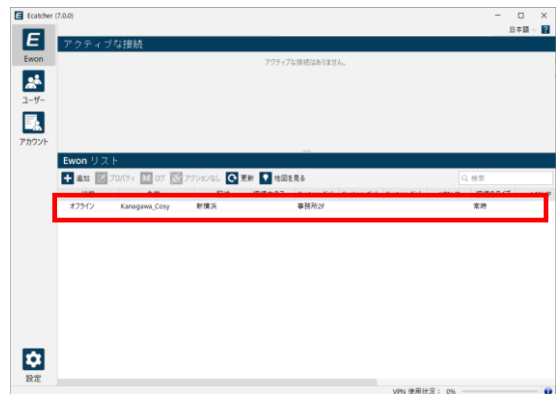 Ecatcher (7.0.0)
日本語
Ewon
アクティブな接続
アクティブな接続はありません。
ユーザー
アカウント
Ewon リスト
追加 プロパティ ログ アクションなし 更新 地図を見る 検索
オフライン Kanagawa_Cosy 新横浜 事務所2F 常時
設定
VPN 使用状況： 0%